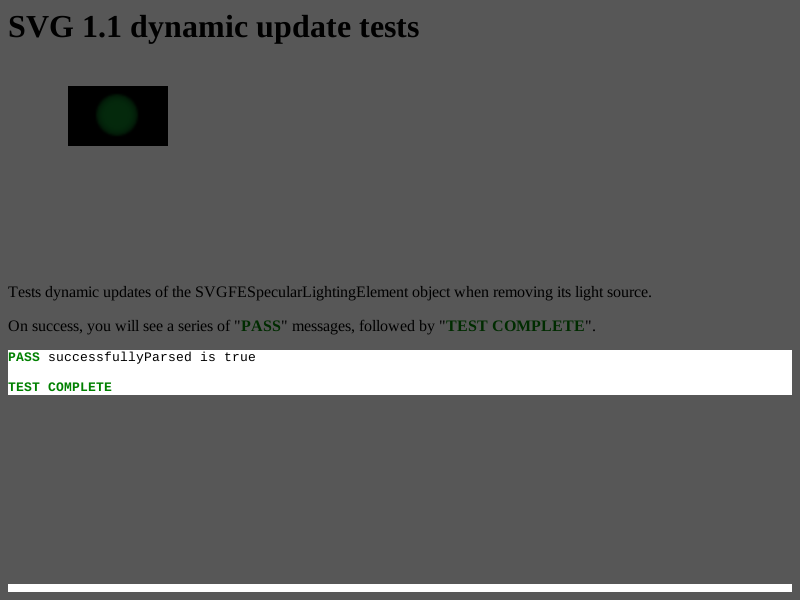 SVG 1.1 dynamic update tests
Tests dynamic updates of the SVGFESpecularLightingElement object when removing its light source.
On success, you will see a series of "PASS" messages, followed by "TEST COMPLETE".
PASS successfullyParsed is true
TEST COMPLETE